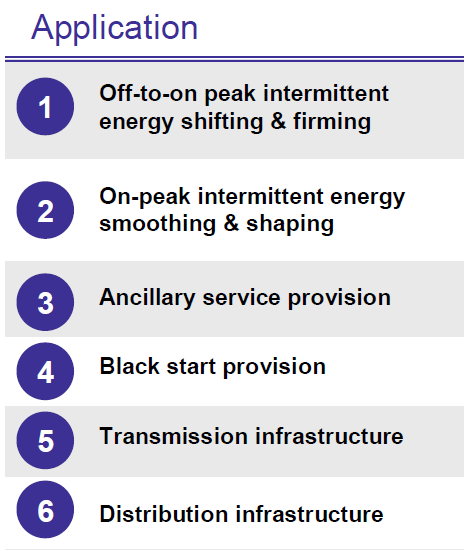 Application
1
Off-to-on peak intermittent
energy shifting & firming
2
On-peak intermittent energy
smoothing & shaping
3
Ancillary service provision
4
Black start provision
5
Transmission infrastructure
6
Distribution infrastructure